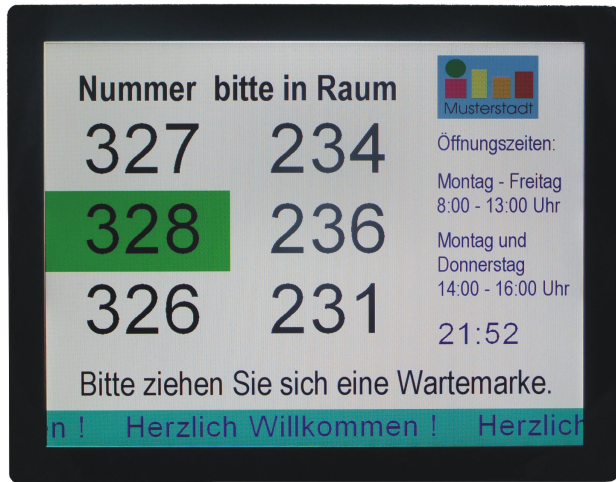 Nummer bitte in Raum
327 234
328 236
326 231
Musterstadt
Öffnungszeiten:
Montag - Freitag
8:00 - 13:00 Uhr
Montag und
Donnerstag
14:00 - 16:00 Uhr
21:52
Bitte ziehen Sie sich eine Wartemarke.
n ! Herzlich Willkommen ! Herzlich